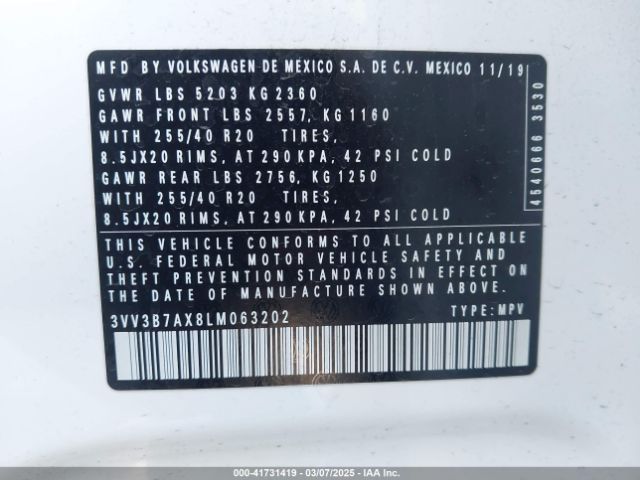 MFD BY VOLKSWAGEN DE MEXICO S.A. DE C.V. MEXICO 11/19
GVWR LBS 5203 KG 2360
GAWR FRONT LBS 2557, KG 1160
WITH 255/40 R20 TIRES,
8.5JX20 RIMS, AT 290 KPA, 42 PSI COLD
GAWR REAR LBS 2756, KG 1250
WITH 255/40 R20 TIRES,
8.5JX20 RIMS, AT 290 KPA, 42 PSI COLD
4540666 3530
THIS VEHICLE CONFORMS TO ALL APPLICABLE
U.S. FEDERAL MOTOR VEHICLE SAFETY AND
THEFT PREVENTION STANDARDS IN EFFECT ON
THE DATE OF MANUFACTURE SHOWN ABOVE.
3VV3B7AX8LM063202 TYPE: MPV
000-41731419 - 03/07/2025 - IAA Inc.